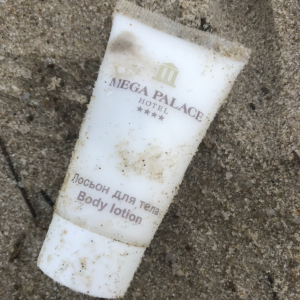 MEGA PALACE
HOTEL
★★★★
Лосьон для тела
Body lotion